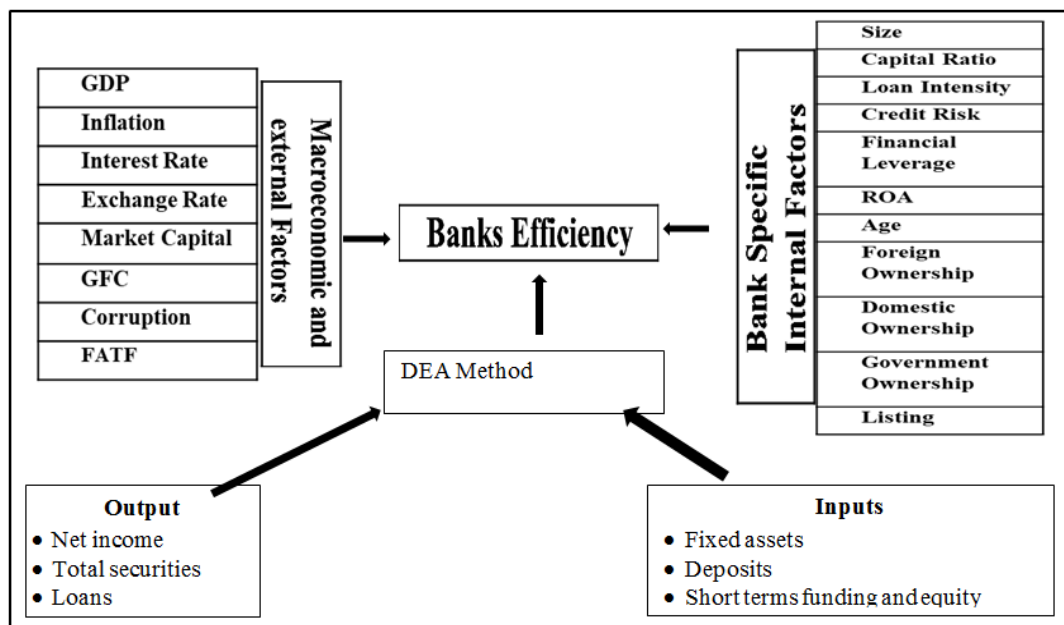 GDP
Inflation
Interest Rate
Exchange Rate
Market Capital
GFC
Corruption
FATF
Macroeconomic and
external Factors
Banks Efficiency
DEA Method
Bank Specific
Internal Factors
Size
Capital Ratio
Loan Intensity
Credit Risk
Financial
Leverage
ROA
Age
Foreign
Ownership
Domestic
Ownership
Government
Ownership
Listing
Output
• Net income
• Total securities
• Loans
Inputs
• Fixed assets
• Deposits
• Short terms funding and equity